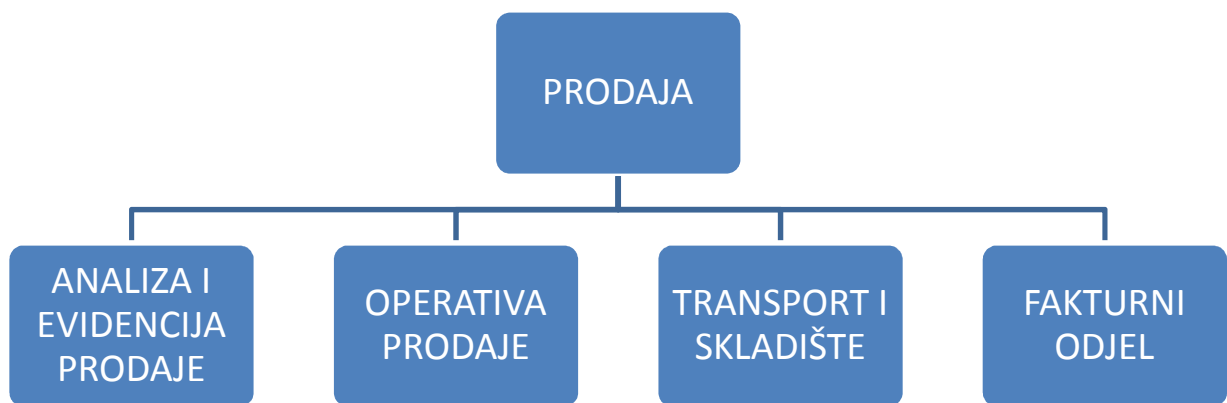 PRODAJA
ANALIZA I
EVIDENCIJA
PRODAJE
OPERATIVA
PRODAJE
TRANSPORT I
SKLADIŠTE
FAKTURNI
ODJEL